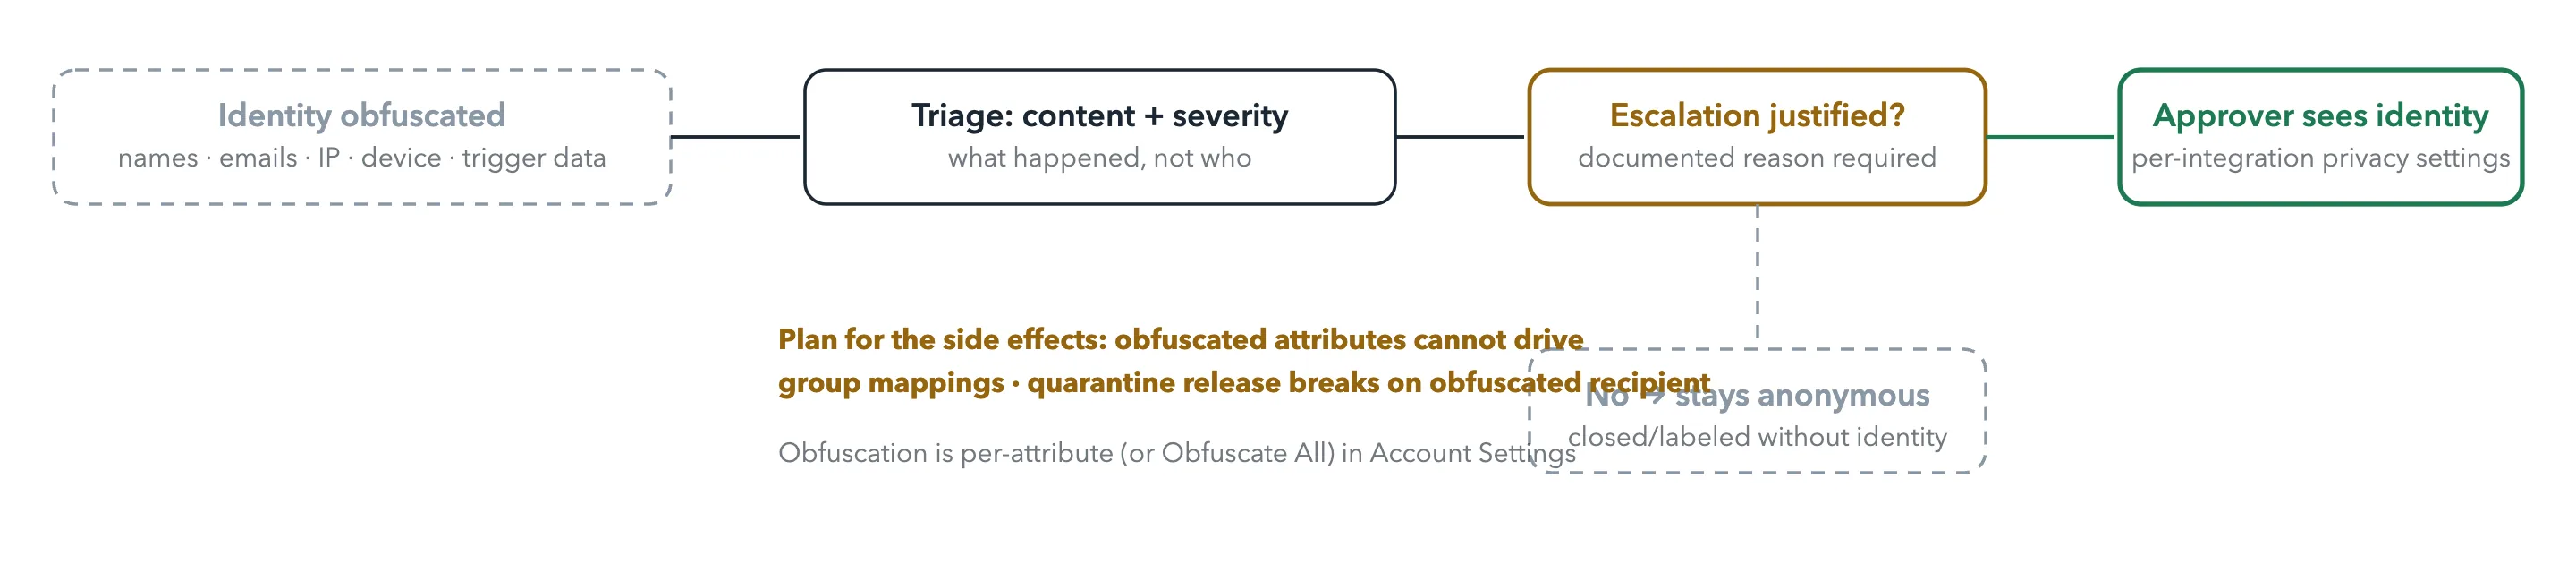 Identity obfuscated
names · emails · IP · device · trigger data
Triage: content + severity
what happened, not who
Escalation justified?
documented reason required
Approver sees identity
per-integration privacy settings
Plan for the side effects: obfuscated attributes cannot drive
group mappings · quarantine release breaks on obfuscated recipient
Obfuscation is per-attribute (or Obfuscate All) in Account Settings
No → stays anonymous
closed/labeled without identity